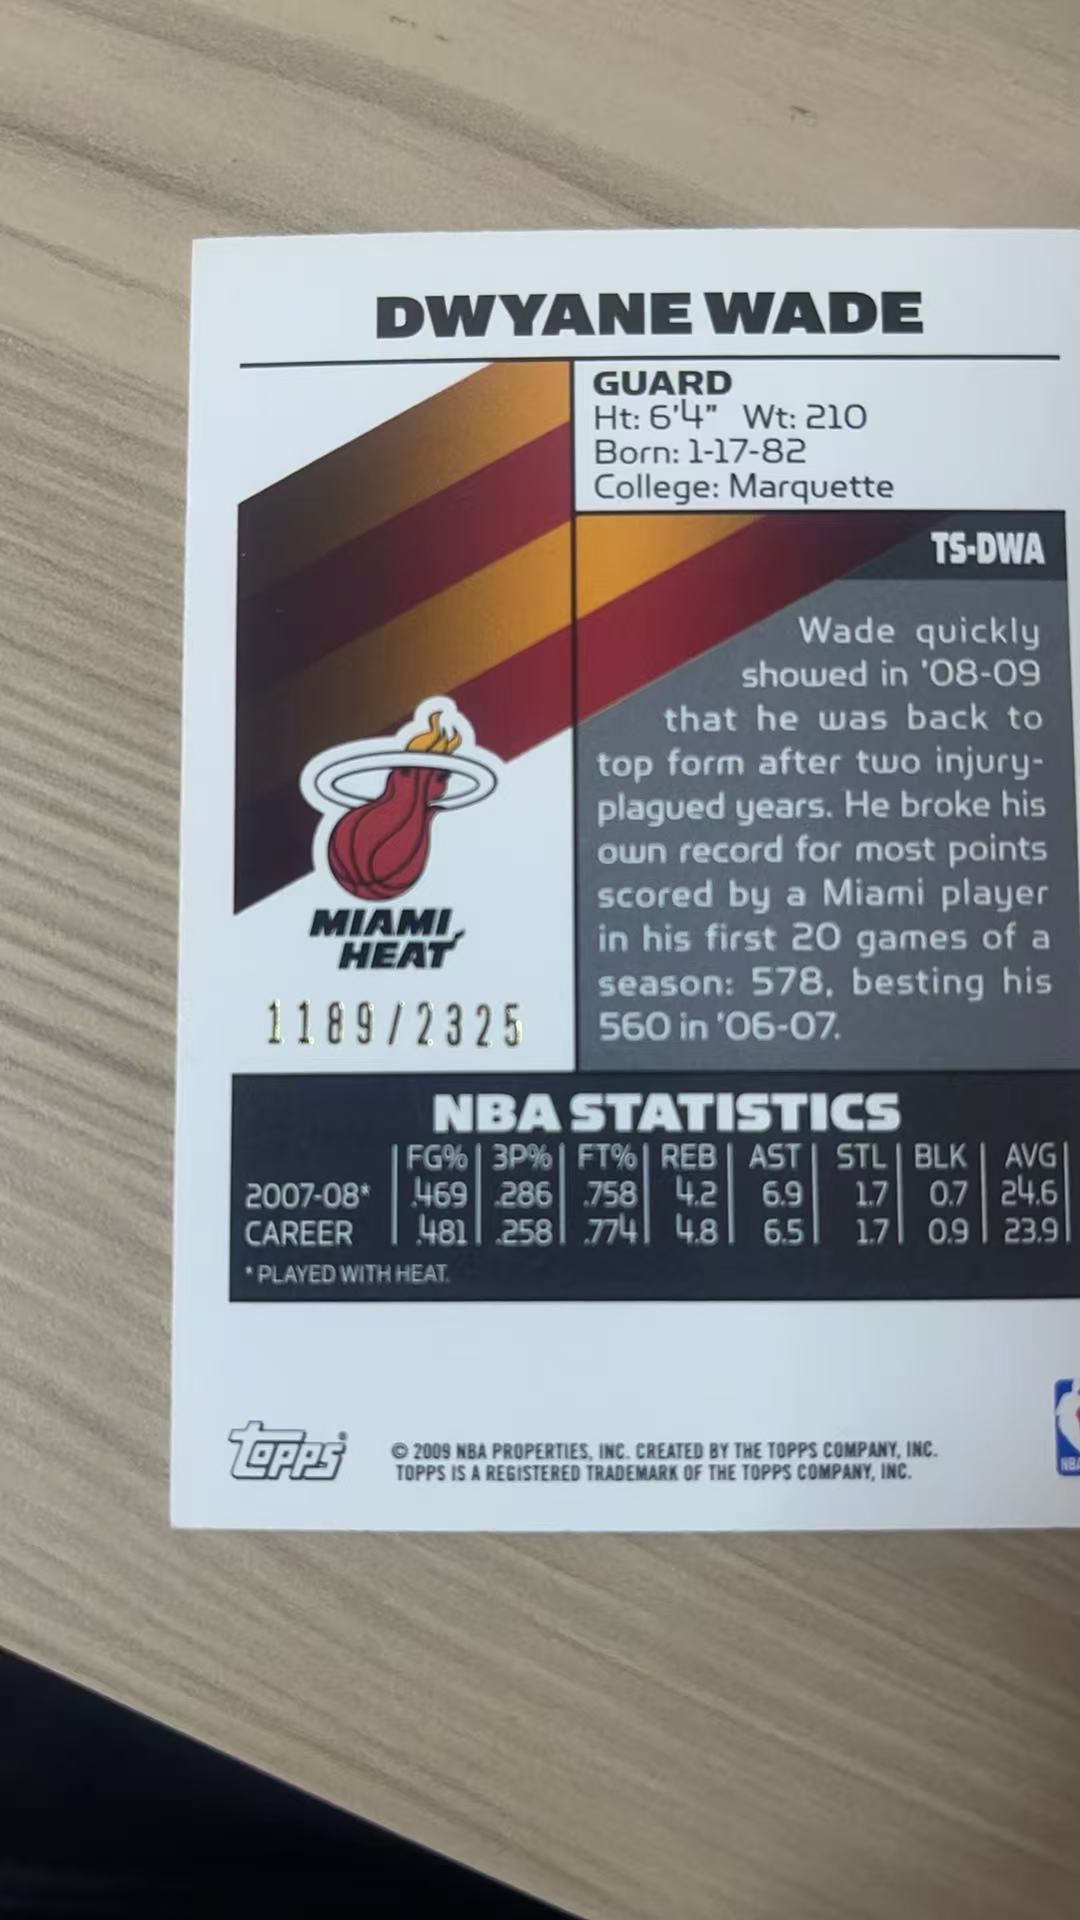 DWYANE WADE
GUARD
Ht: 6'4" Wt: 210
Born: 1-17-82
College: Marquette
TS-DWA
Wade quickly
showed in '08-09
that he was back to
top form after two injury-
plagued years. He broke his
own record for most points
scored by a Miami player
in his first 20 games of a
season: 578, besting his
560 in '06-07.
MIAMI
HEAT
1189/2325
NBA STATISTICS
FG% 3P% FT% REB AST STL BLK AVG
2007-08* .469 .286 .758 4.2 6.9 1.7 0.7 24.6
CAREER .481 .258 .774 4.8 6.5 1.7 0.9 23.9
* PLAYED WITH HEAT.
Topps®
© 2009 NBA PROPERTIES, INC. CREATED BY THE TOPPS COMPANY, INC.
TOPPS IS A REGISTERED TRADEMARK OF THE TOPPS COMPANY, INC.
NBA